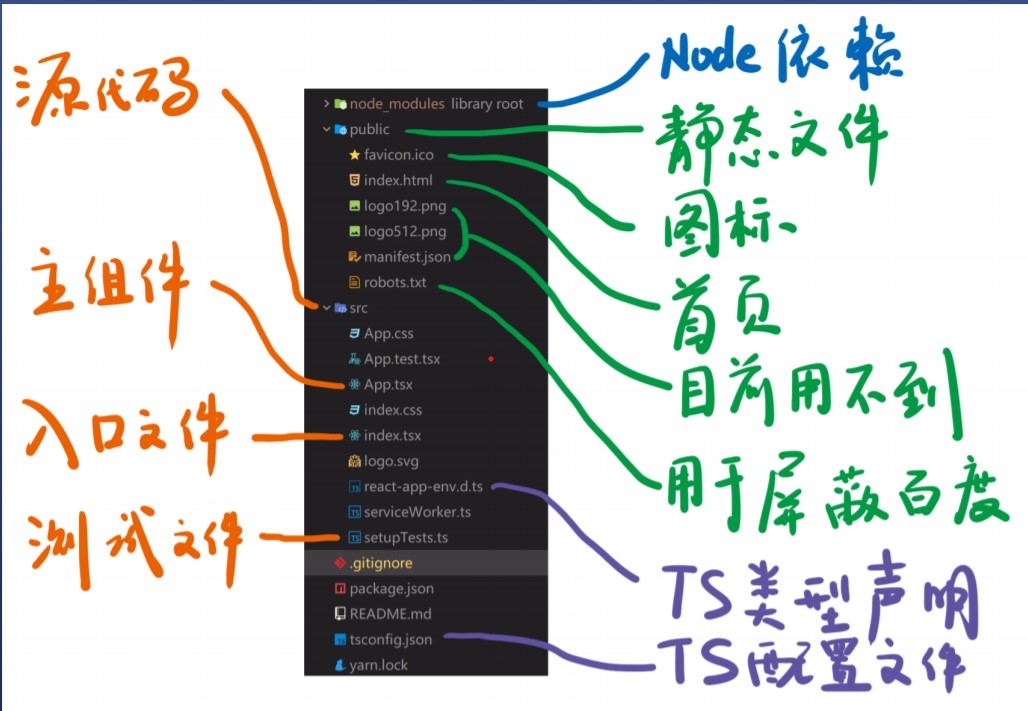 源代码
主组件
入口文件
测试文件
node_modules library root
public
favicon.ico
index.html
logo192.png
logo512.png
manifest.json
robots.txt
src
App.css
App.test.tsx
App.tsx
index.css
index.tsx
logo.svg
react-app-env.d.ts
serviceWorker.ts
setupTests.ts
.gitignore
package.json
README.md
tsconfig.json
yarn.lock
Node依赖
静态文件
图标
首页
目前用不到
用于屏蔽百度
TS类型声明
TS配置文件